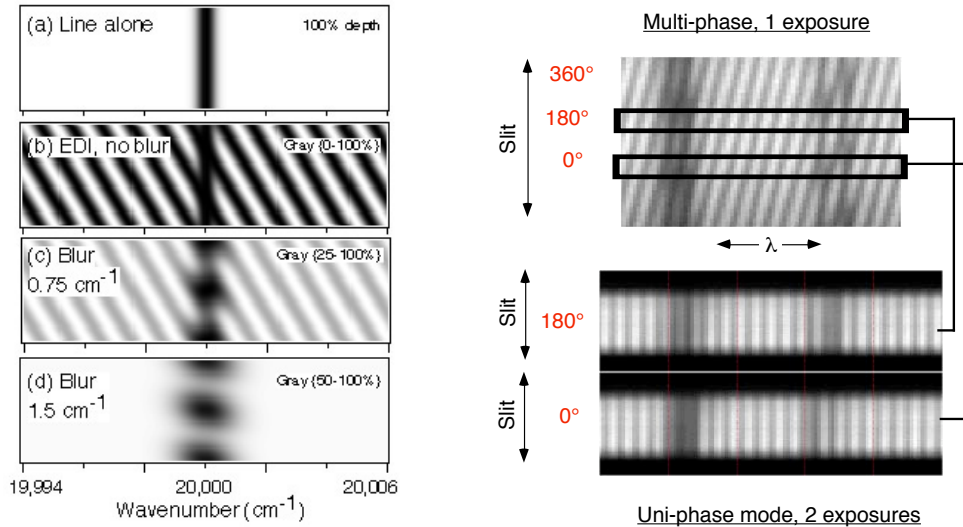 (a) Line alone
100% depth
(b) EDI, no blur
Gray {0-100%}
(c) Blur
0.75 cm-1
Gray {25-100%}
(d) Blur
1.5 cm-1
Gray {50-100%}
19,994
20,000
20,006
Wavenumber (cm-1)
Multi-phase, 1 exposure
Slit
360°
180°
0°
λ
Slit
180°
Slit
0°
Uni-phase mode, 2 exposures